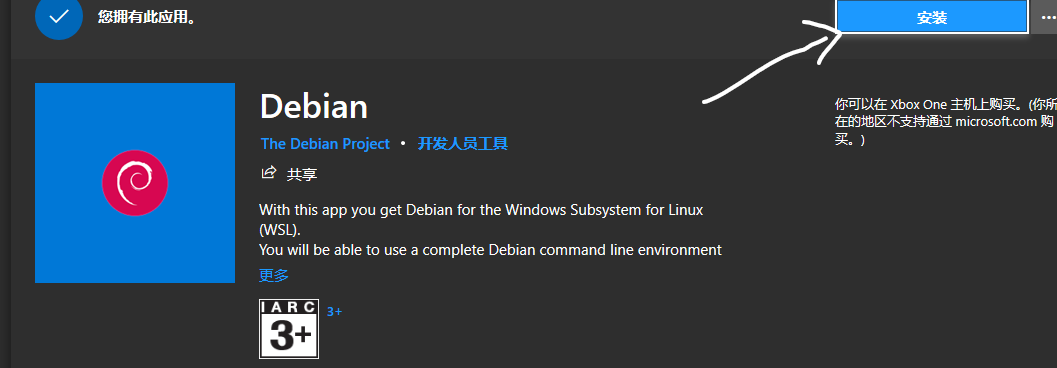 您拥有此应用。
安装
Debian
The Debian Project • 开发人员工具
共享
With this app you get Debian for the Windows Subsystem for Linux
(WSL).
You will be able to use a complete Debian command line environment
更多
IARC
3+
3+
你可以在 Xbox One 主机上购买。(你所
在的地区不支持通过 microsoft.com 购
买。)